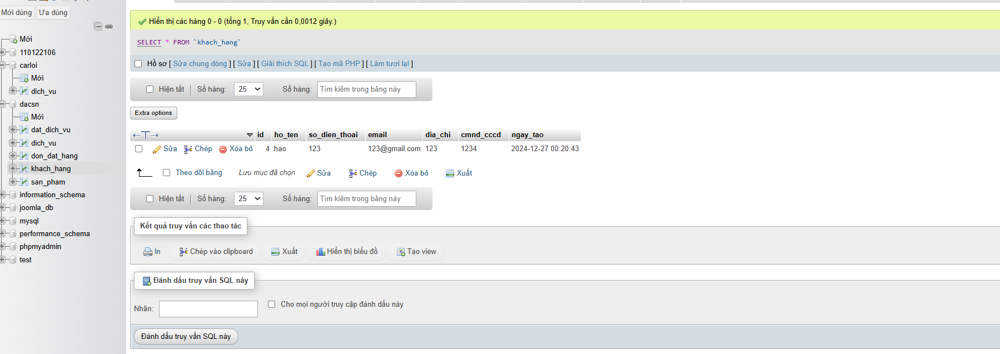 Mới dùng Ưa dùng
Mới
110122106
carloi
Mới
dich_vu
dacsn
Mới
dat_dich_vu
dich_vu
don_dat_hang
khach_hang
san_pham
information_schema
joomla_db
mysql
performance_schema
phpmyadmin
test
Hiển thị các hàng 0 - 0 (tổng 1, Truy vấn cần 0,0012 giây.)
SELECT * FROM `khach_hang`
Hồ sơ [ Sửa chung dòng ] [ Sửa ] [ Giải thích SQL ] [ Tạo mã PHP ] [ Làm tươi lại ]
Hiện tất Số hàng: 25 Số hàng: Tìm kiếm trong bảng này
Extra options
←T→ id ho_ten so_dien_thoai email dia_chi cmnd_cccd ngay_tao
Sửa Chép Xóa bỏ 4 hao 123 123@gmail.com 123 1234 2024-12-27 00:20:43
Theo dõi bảng Lưu mục đã chọn Sửa Chép Xóa bỏ Xuất
Hiện tất Số hàng: 25 Số hàng: Tìm kiếm trong bảng này
Kết quả truy vấn các thao tác
In Chép vào clipboard Xuất Hiển thị biểu đồ Tạo view
Đánh dấu truy vấn SQL này
Nhãn: Cho mọi người truy cập đánh dấu này
Đánh dấu truy vấn SQL này